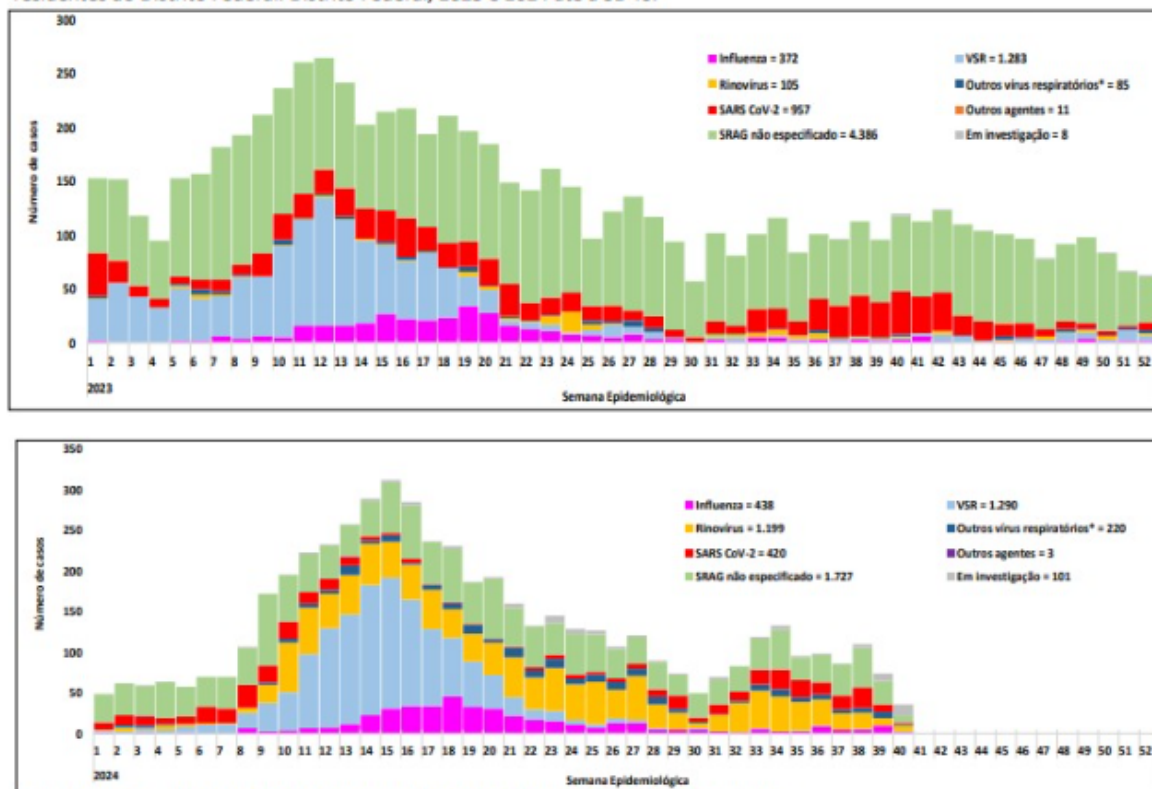 300
250
200
150
100
50
0
Número de casos
Influenza = 372
VSR = 1.283
Rinovírus = 105
Outros vírus respiratórios* = 85
SARS CoV-2 = 957
Outros agentes = 11
SRAG não especificado = 4.386
Em investigação = 8
1 2 3 4 5 6 7 8 9 10 11 12 13 14 15 16 17 18 19 20 21 22 23 24 25 26 27 28 29 30 31 32 33 34 35 36 37 38 39 40 41 42 43 44 45 46 47 48 49 50 51 52
2023
Semana Epidemiológica
350
300
250
200
150
100
50
0
Número de casos
Influenza = 438
VSR = 1.290
Rinovírus = 1.199
Outros vírus respiratórios* = 220
SARS CoV-2 = 420
Outros agentes = 3
SRAG não especificado = 1.727
Em investigação = 101
1 2 3 4 5 6 7 8 9 10 11 12 13 14 15 16 17 18 19 20 21 22 23 24 25 26 27 28 29 30 31 32 33 34 35 36 37 38 39 40 41 42 43 44 45 46 47 48 49 50 51 52
2024
Semana Epidemiológica